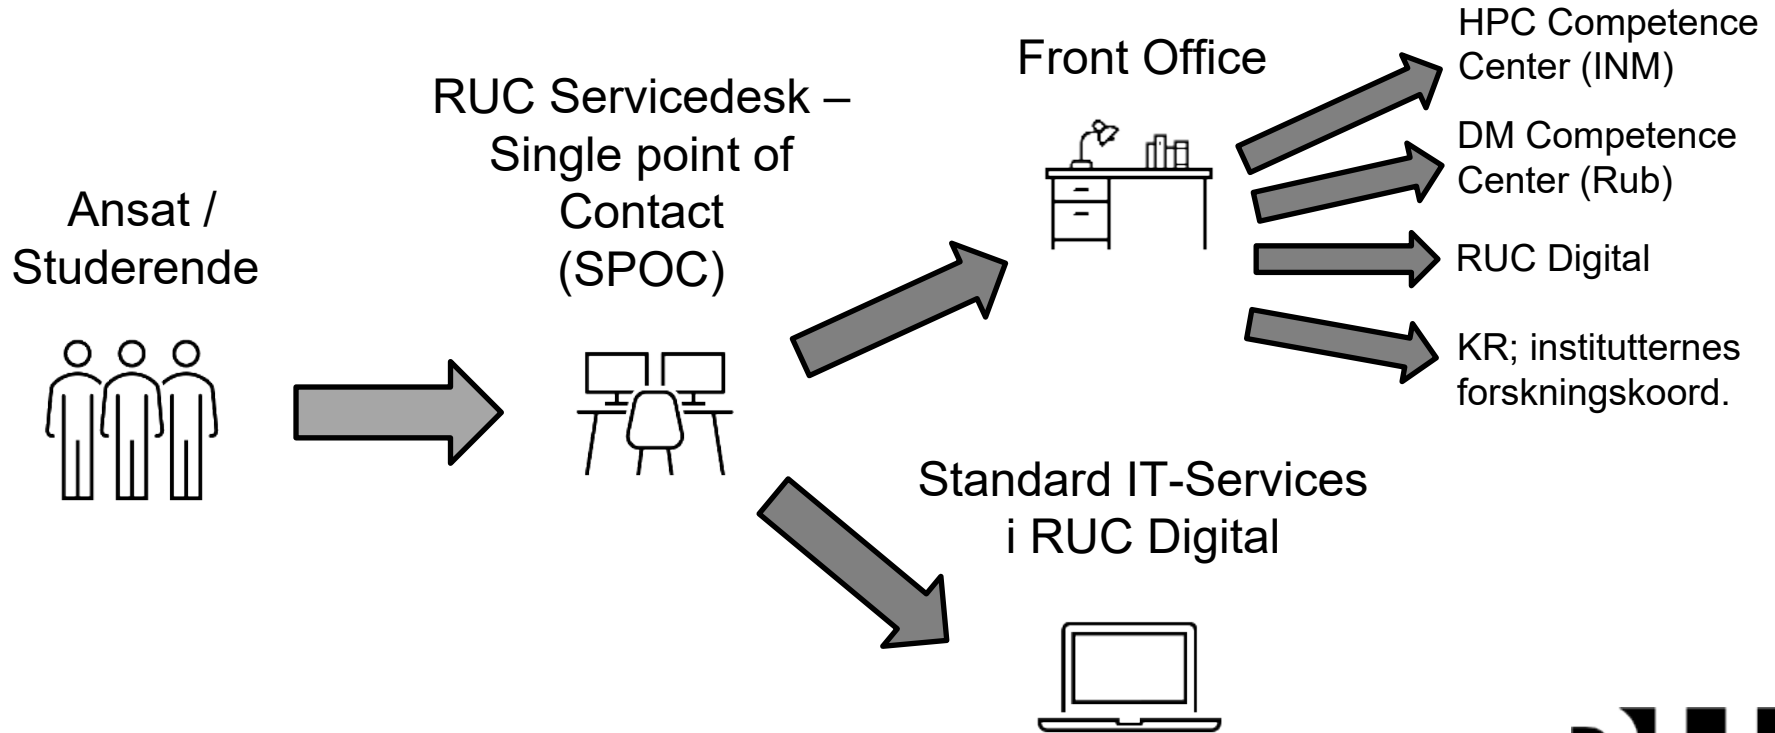 Ansat /
Studerende
RUC Servicedesk –
Single point of
Contact
(SPOC)
Front Office
HPC Competence
Center (INM)
DM Competence
Center (Rub)
RUC Digital
KR; institutternes
forskningskoord.
Standard IT-Services
i RUC Digital